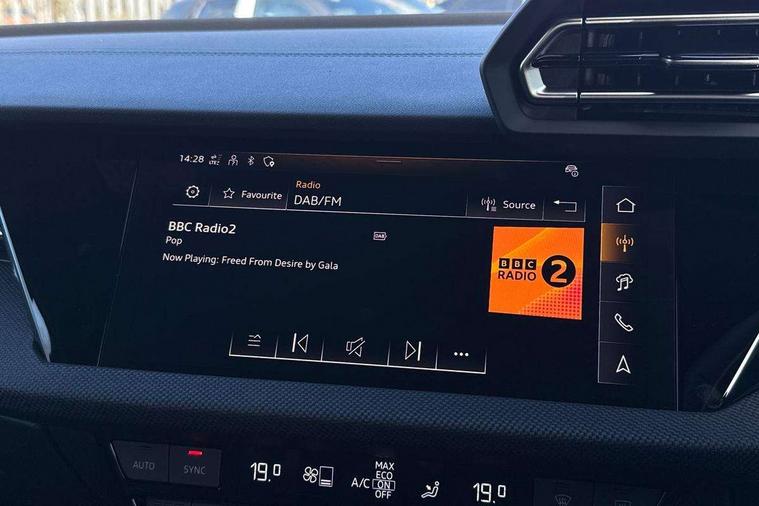 14:28 LTE
Radio
Favourite DAB/FM Source
BBC Radio2
Pop
DAB
Now Playing: Freed From Desire by Gala
BBC
RADIO 2
AUTO SYNC 19.0 A/C MAX
ECO
ON
OFF
19.0